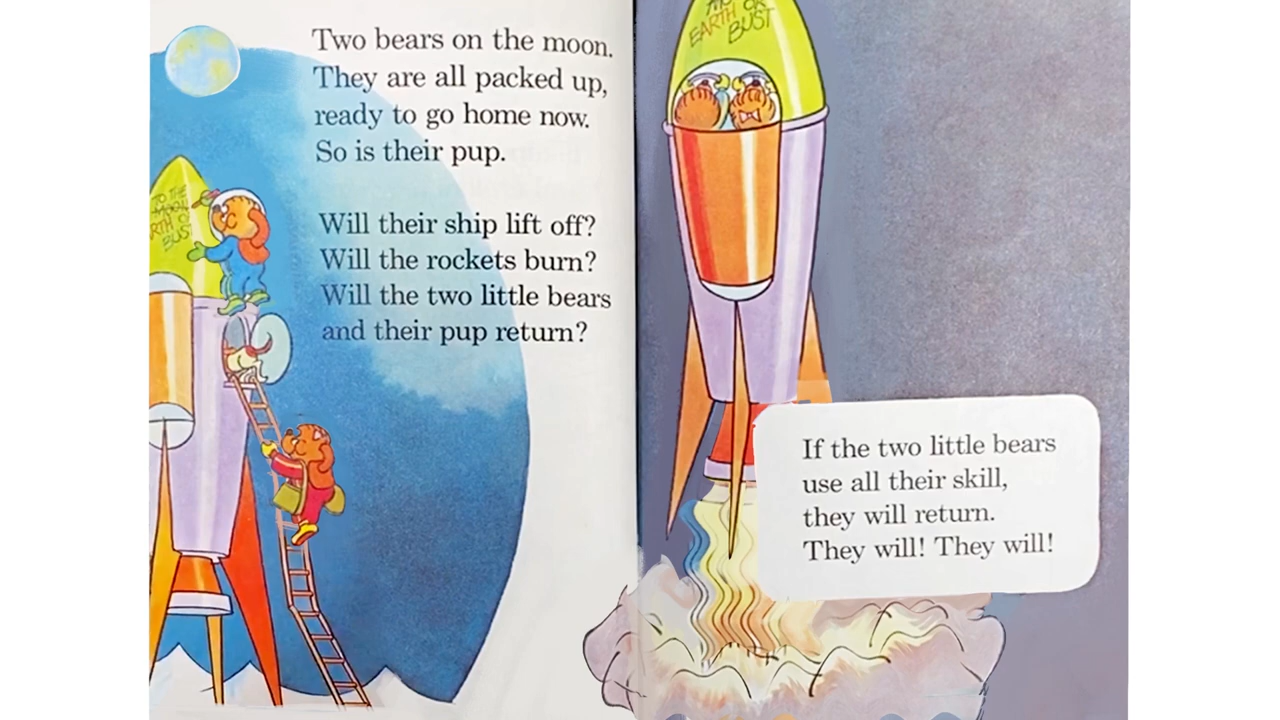 Two bears on the moon.
They are all packed up,
ready to go home now.
So is their pup.
Will their ship lift off?
Will the rockets burn?
Will the two little bears
and their pup return?
TO THE
MOON
BUST
OR
EARTH
BUST
If the two little bears
use all their skill,
they will return.
They will! They will!